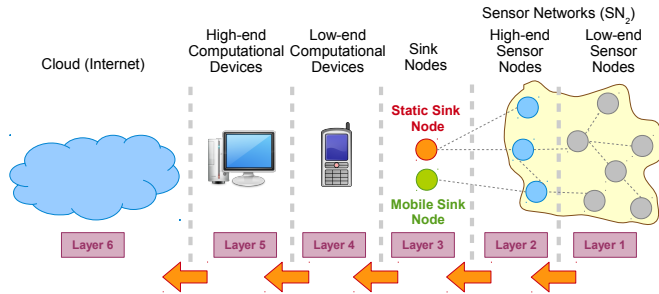 Sensor Networks (SN2)
Cloud (Internet)
High-end
Computational
Devices
Low-end
Computational
Devices
Sink
Nodes
High-end
Sensor
Nodes
Low-end
Sensor
Nodes
Static Sink
Node
Mobile Sink
Node
Layer 6
Layer 5
Layer 4
Layer 3
Layer 2
Layer 1